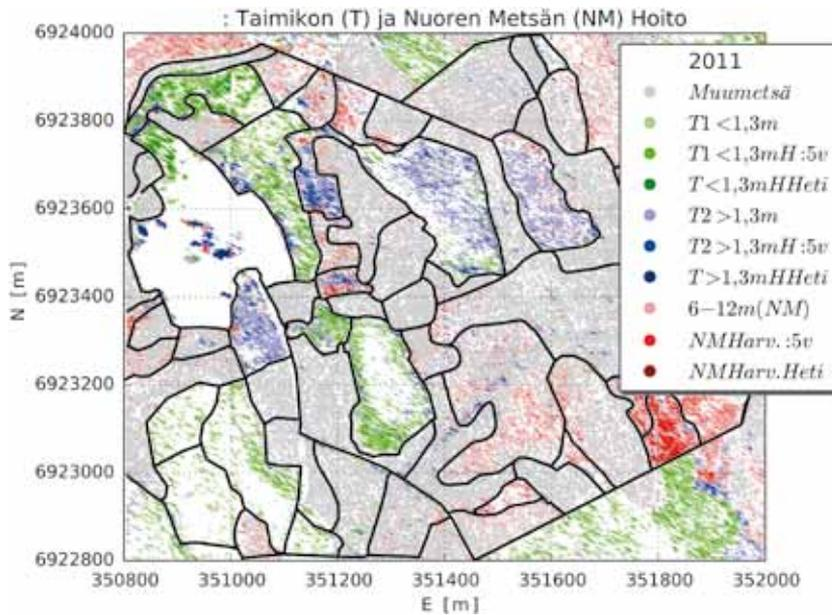 : Taimikon (T) ja Nuoren Metsän (NM) Hoito
6924000
6923800
6923600
6923400
6923200
6923000
6922800
N [m]
2011
Muumetsä
T1<1,3m
T1<1,3mH:5v
T<1,3mHHeti
T2>1,3m
T2>1,3mH:5v
T>1,3mHHeti
6−12m(NM)
NMHarv.:5v
NMHarv.Heti
350800 351000 351200 351400 351600 351800 352000
E [m]